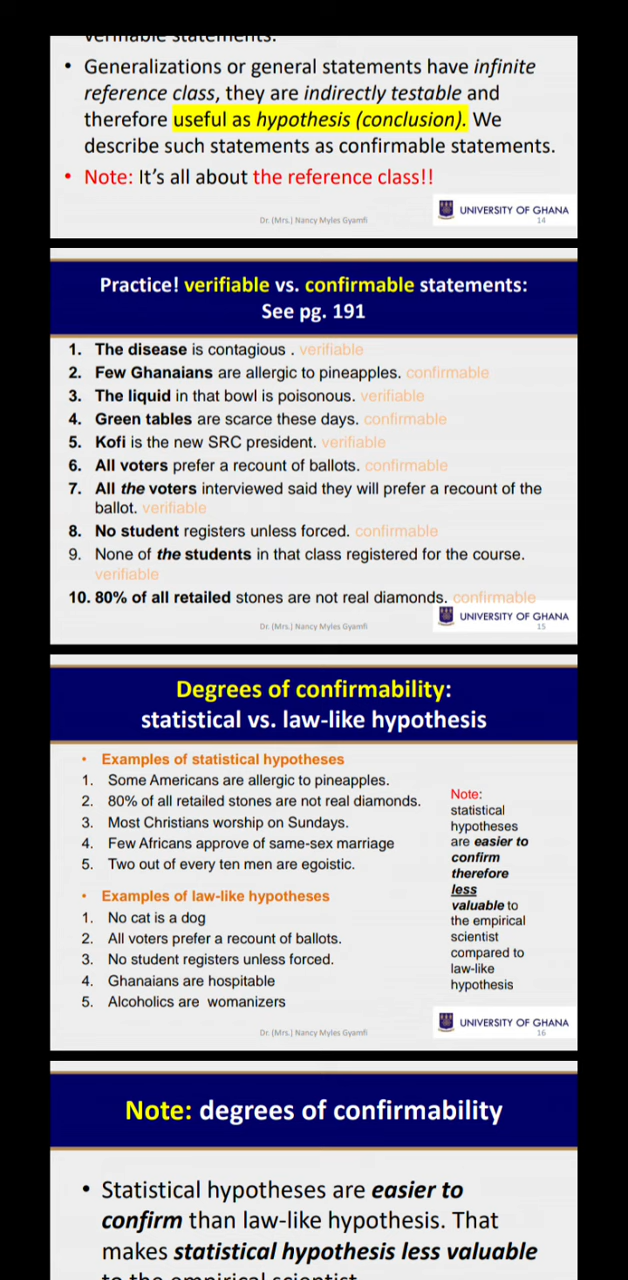 verifiable statements.
• Generalizations or general statements have infinite
reference class, they are indirectly testable and
therefore useful as hypothesis (conclusion). We
describe such statements as confirmable statements.
• Note: It's all about the reference class!!
Dr. (Mrs.) Nancy Myles Gyamfi
UNIVERSITY OF GHANA
14
Practice! verifiable vs. confirmable statements:
See pg. 191
1. The disease is contagious . verifiable
2. Few Ghanaians are allergic to pineapples. confirmable
3. The liquid in that bowl is poisonous. verifiable
4. Green tables are scarce these days. confirmable
5. Kofi is the new SRC president. verifiable
6. All voters prefer a recount of ballots. confirmable
7. All the voters interviewed said they will prefer a recount of the
ballot. verifiable
8. No student registers unless forced. confirmable
9. None of the students in that class registered for the course.
verifiable
10. 80% of all retailed stones are not real diamonds. confirmable
Dr. (Mrs.) Nancy Myles Gyamfi
UNIVERSITY OF GHANA
15
Degrees of confirmability:
statistical vs. law-like hypothesis
• Examples of statistical hypotheses
1. Some Americans are allergic to pineapples.
2. 80% of all retailed stones are not real diamonds.
3. Most Christians worship on Sundays.
4. Few Africans approve of same-sex marriage
5. Two out of every ten men are egoistic.
• Examples of law-like hypotheses
1. No cat is a dog
2. All voters prefer a recount of ballots.
3. No student registers unless forced.
4. Ghanaians are hospitable
5. Alcoholics are womanizers
Note:
statistical
hypotheses
are easier to
confirm
therefore
less
valuable to
the empirical
scientist
compared to
law-like
hypothesis
Dr. (Mrs.) Nancy Myles Gyamfi
UNIVERSITY OF GHANA
16
Note: degrees of confirmability
• Statistical hypotheses are easier to
confirm than law-like hypothesis. That
makes statistical hypothesis less valuable
to the empirical scientist